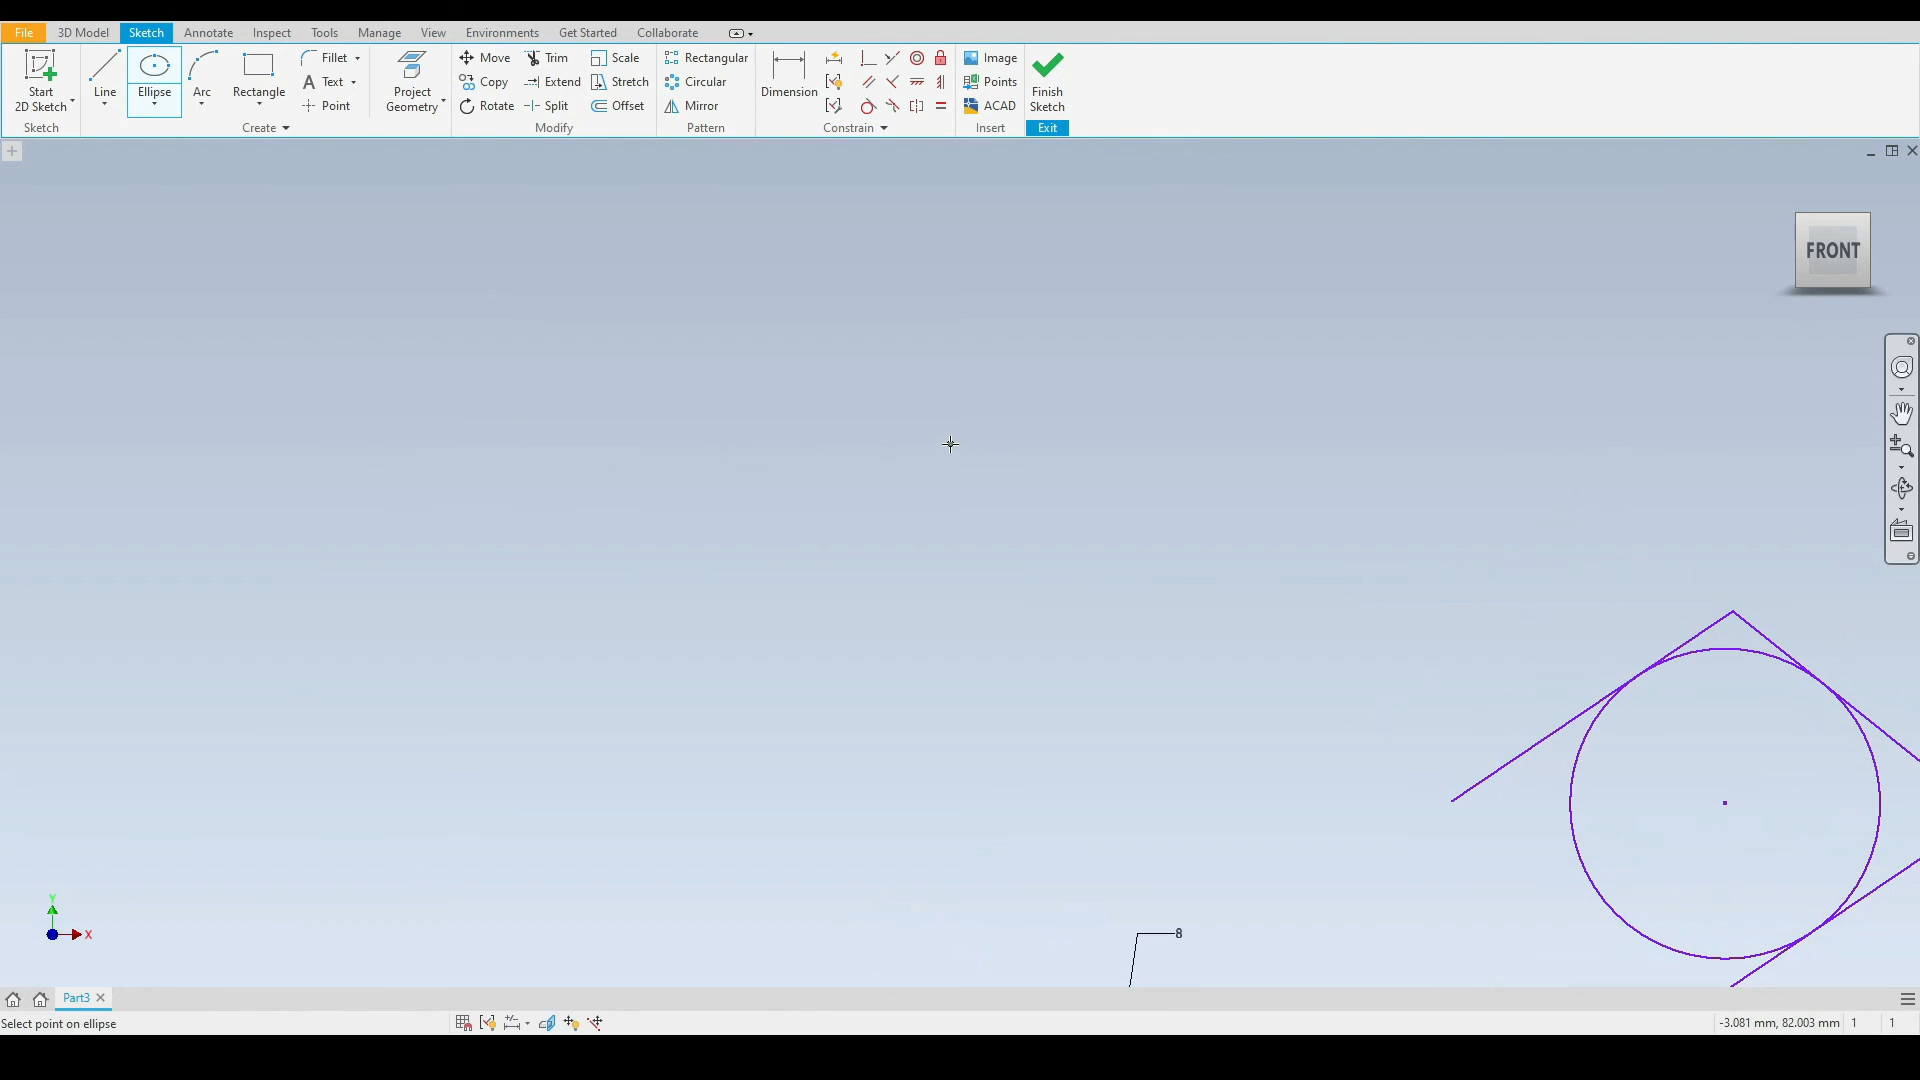 File 3D Model Sketch Annotate Inspect Tools Manage View Environments Get Started Collaborate
Start
2D Sketch
Line
Ellipse
Arc
Rectangle
Fillet
Text
Point
Project
Geometry
Move
Copy
Rotate
Trim
Extend
Split
Scale
Stretch
Offset
Rectangular
Circular
Mirror
Dimension
Image
Points
ACAD
Finish
Sketch
Sketch Create Modify Pattern Constrain Insert Exit
FRONT
Y
X
8
Part3
Select point on ellipse
-3.081 mm, 82.003 mm 1 1